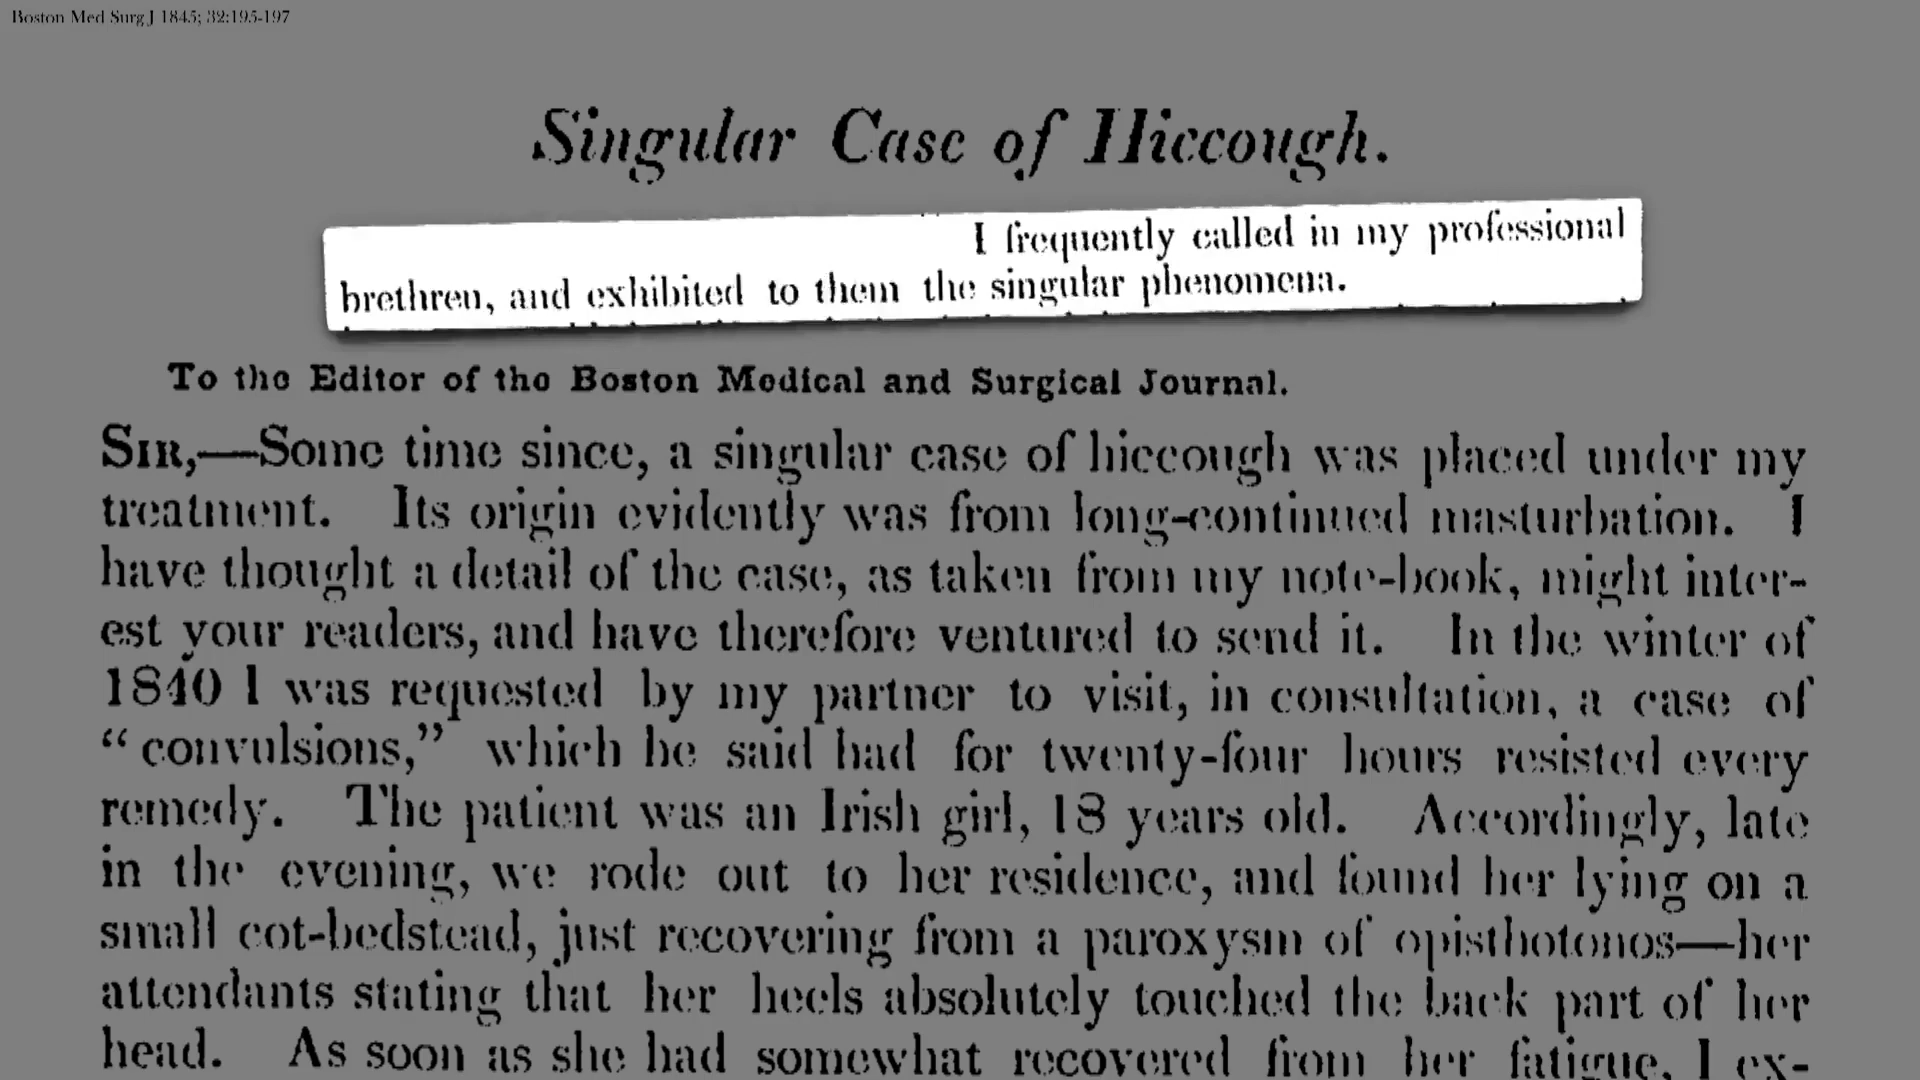 Boston Med Surg J 1845; 32:195-197
Singular Case of Hiccough.
I frequently called in my professional
brethren, and exhibited to them the singular phenomena.
To the Editor of the Boston Medical and Surgical Journal.
SIR,—Some time since, a singular case of hiccough was placed under my
treatment. Its origin evidently was from long-continued masturbation. I
have thought a detail of the case, as taken from my note-book, might inter-
est your readers, and have therefore ventured to send it. In the winter of
1840 I was requested by my partner to visit, in consultation, a case of
“convulsions,” which he said had for twenty-four hours resisted every
remedy. The patient was an Irish girl, 18 years old. Accordingly, late
in the evening, we rode out to her residence, and found her lying on a
small cot-bedstead, just recovering from a paroxysm of opisthotonos—her
attendants stating that her heels absolutely touched the back part of her
head. As soon as she had somewhat recovered from her fatigue, I ex-